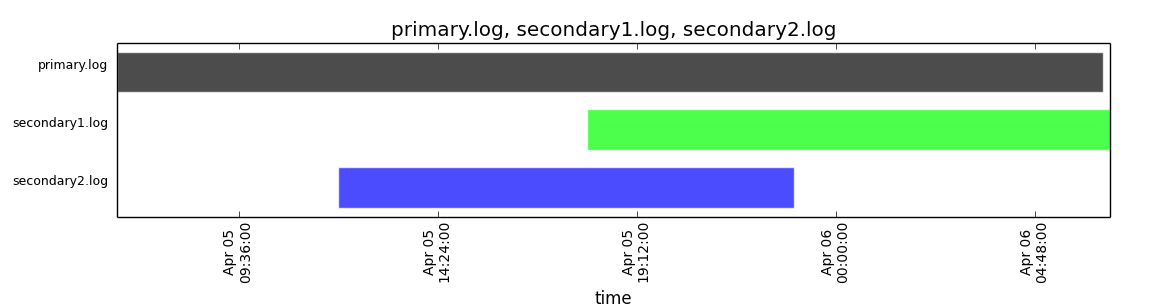 primary.log, secondary1.log, secondary2.log
primary.log
secondary1.log
secondary2.log
Apr 05
09:36:00
Apr 05
14:24:00
Apr 05
19:12:00
Apr 06
00:00:00
Apr 06
04:48:00
time